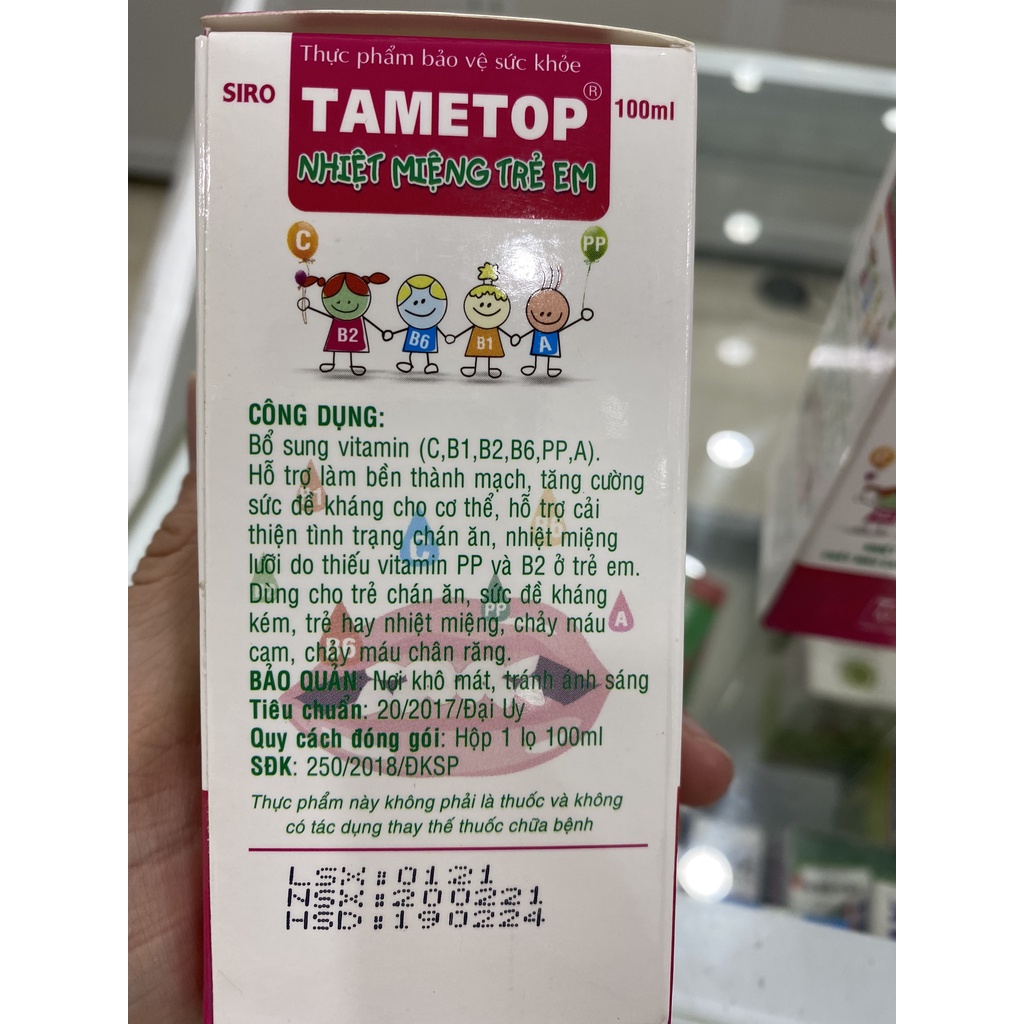 Thực phẩm bảo vệ sức khỏe
SIRO
TAMETOP®
100ml
NHIỆT MIỆNG TRẺ EM
C
PP
B2
B6
B1
A
CÔNG DỤNG:
Bổ sung vitamin (C,B1,B2,B6,PP,A).
Hỗ trợ làm bền thành mạch, tăng cường
sức đề kháng cho cơ thể, hỗ trợ cải
thiện tình trạng chán ăn, nhiệt miệng
lưỡi do thiếu vitamin PP và B2 ở trẻ em.
Dùng cho trẻ chán ăn, sức đề kháng
kém, trẻ hay nhiệt miệng, chảy máu
cam, chảy máu chân răng.
PP
A
B6
BẢO QUẢN: Nơi khô mát, tránh ánh sáng
Tiêu chuẩn: 20/2017/Đại Uy
Quy cách đóng gói: Hộp 1 lọ 100ml
SĐK: 250/2018/ĐKSP
Thực phẩm này không phải là thuốc và không
có tác dụng thay thế thuốc chữa bệnh
LSX:0121
NSX:200221
HSD:190224